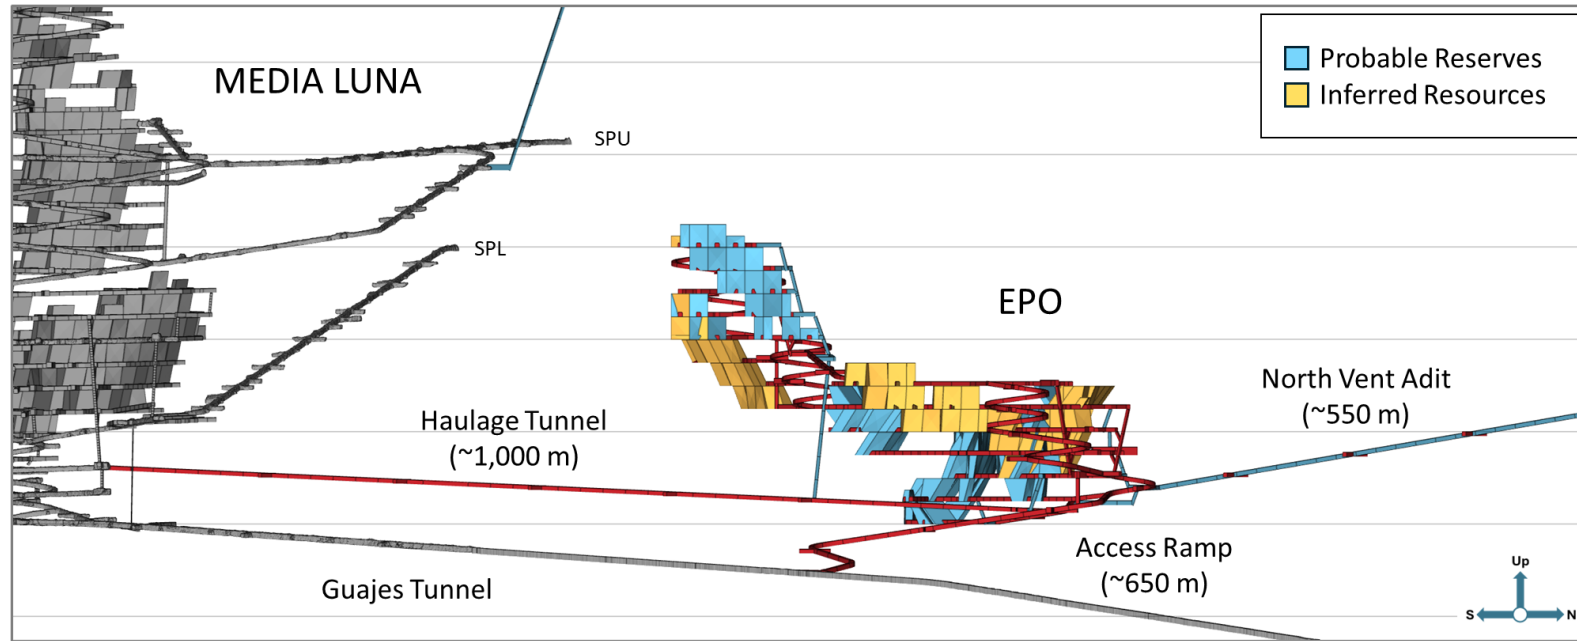 MEDIA LUNA
Probable Reserves
Inferred Resources
SPU
SPL
EPO
North Vent Adit
(~550 m)
Haulage Tunnel
(~1,000 m)
Access Ramp
(~650 m)
Guajes Tunnel
Up
S
N